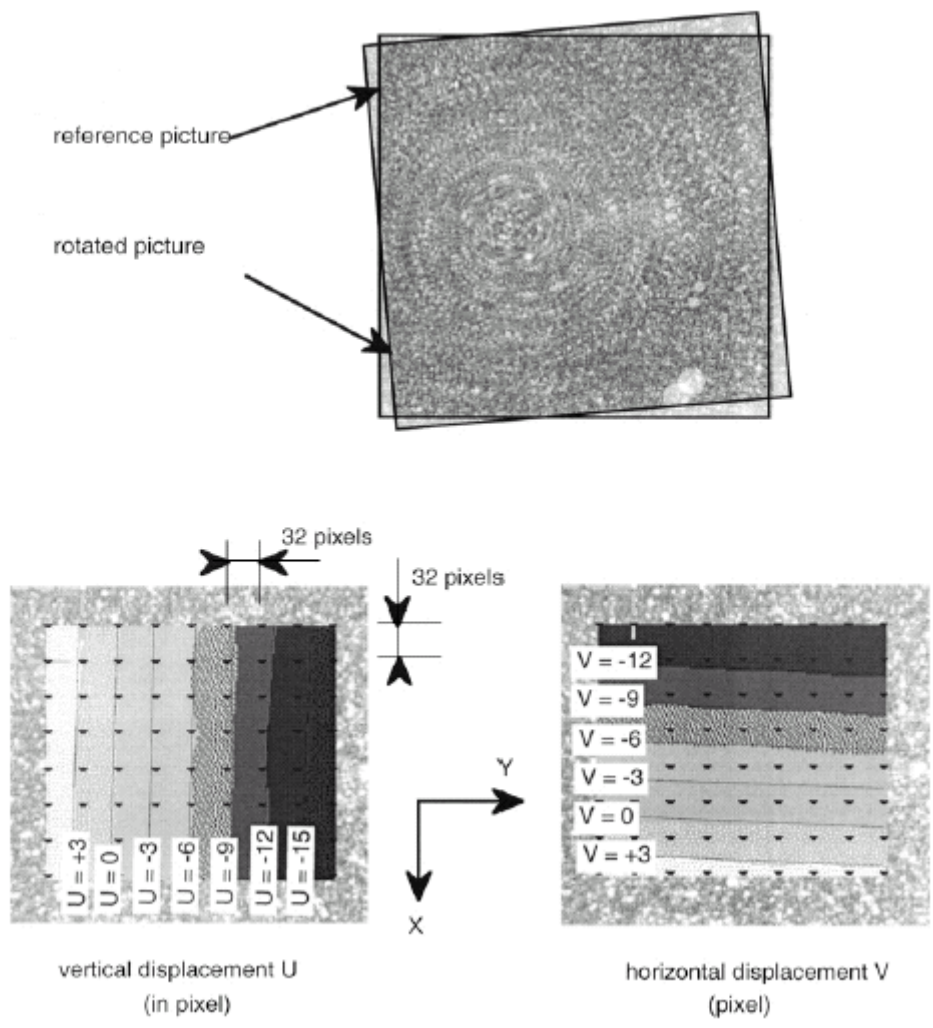 reference picture
rotated picture
32 pixels
32 pixels
U = +3
U = 0
U = -3
U = -6
U = -9
U = -12
U = -15
Y
X
V = -12
V = -9
V = -6
V = -3
V = 0
V = +3
vertical displacement U
(in pixel)
horizontal displacement V
(pixel)